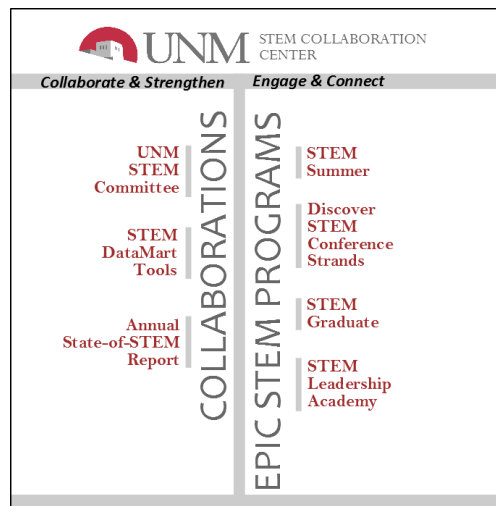 UNM STEM COLLABORATION
CENTER
Collaborate & Strengthen
Engage & Connect
COLLABORATIONS
UNM
STEM
Committee
STEM
DataMart
Tools
Annual
State-of-STEM
Report
EPIC STEM PROGRAMS
STEM
Summer
Discover
STEM
Conference
Strands
STEM
Graduate
STEM
Leadership
Academy